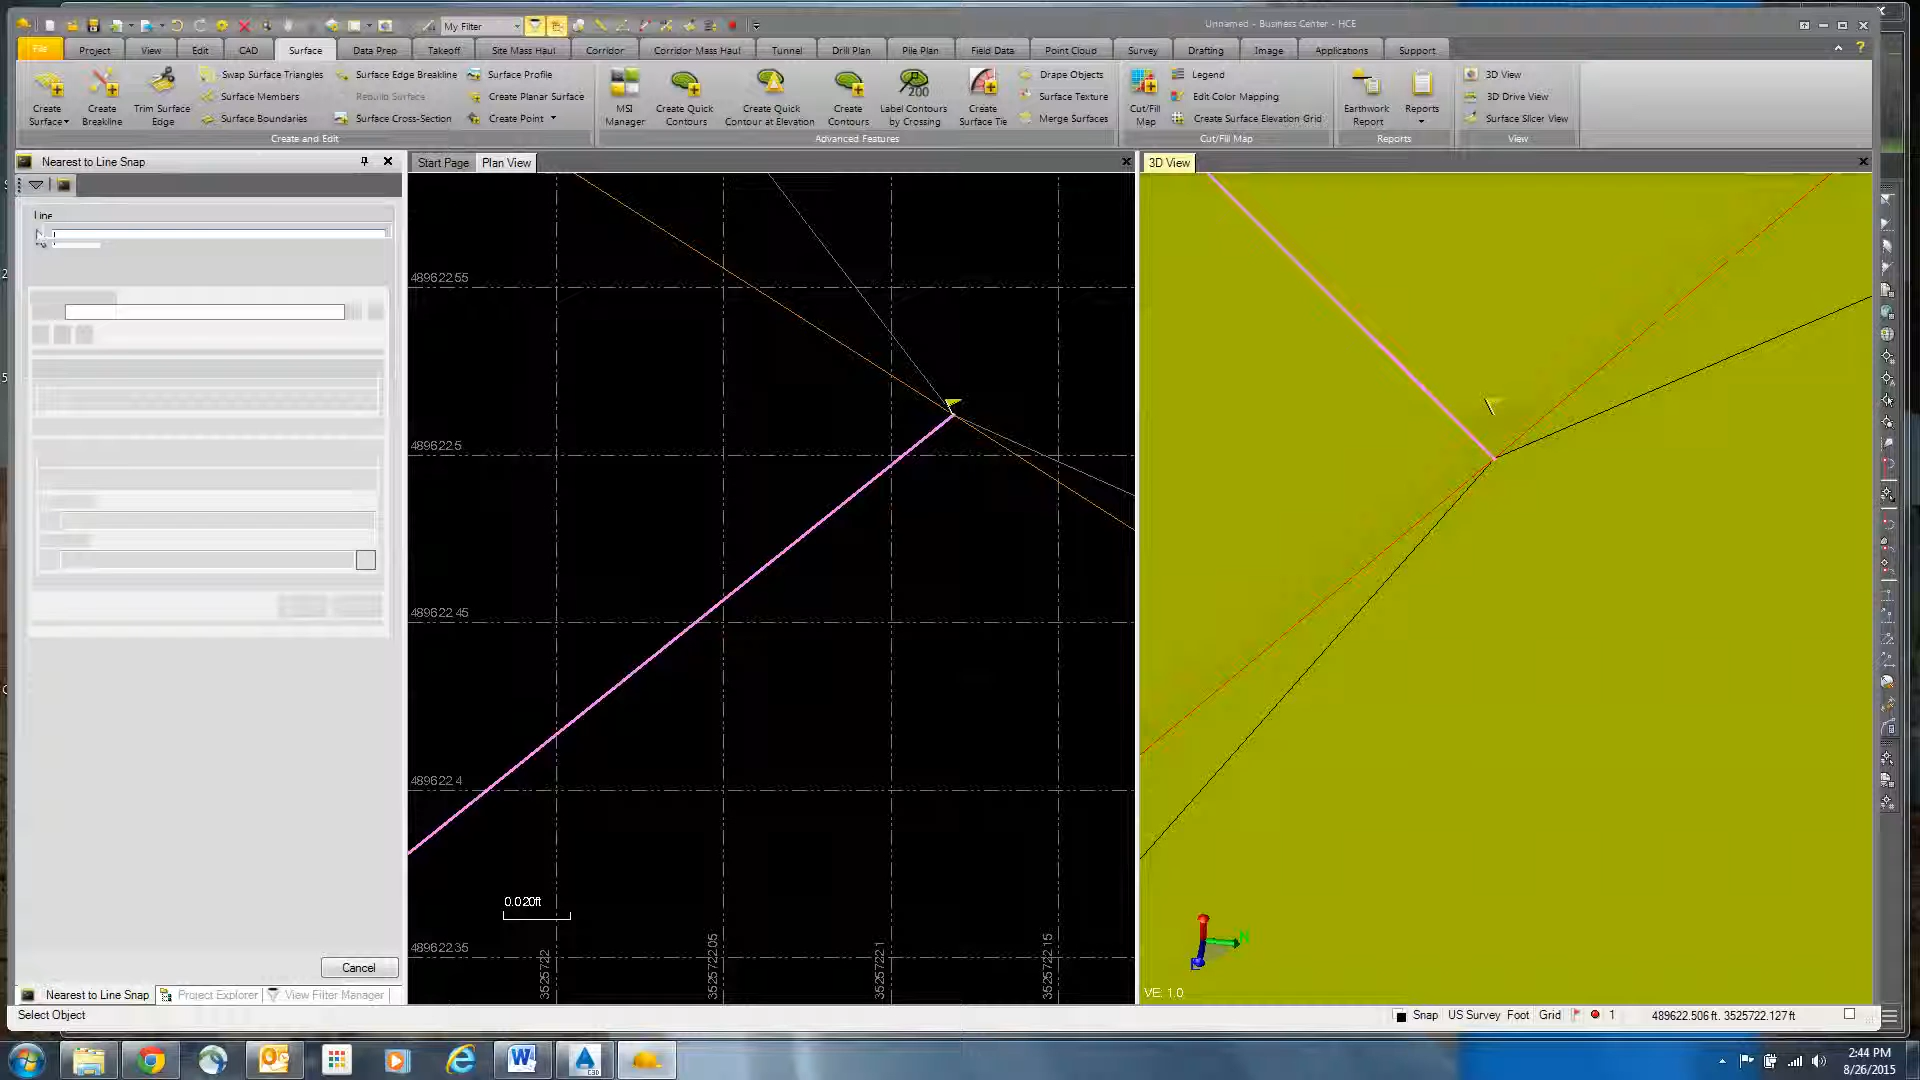 My Filter
Unnamed - Business Center - HCE
File Project View Edit CAD Surface Data Prep Takeoff Site Mass Haul Corridor Corridor Mass Haul Tunnel Drill Plan Pile Plan Field Data Point Cloud Survey Drafting Image Applications Support
Create Surface
Create Breakline
Trim Surface Edge
Swap Surface Triangles
Surface Members
Surface Boundaries
Surface Edge Breakline
Rebuild Surface
Surface Cross-Section
Surface Profile
Create Planar Surface
Create Point
Create and Edit
MSI Manager
Create Quick Contours
Create Quick Contour at Elevation
Create Contours
200
Label Contours by Crossing
Create Surface Tie
Drape Objects
Surface Texture
Merge Surfaces
Advanced Features
Cut/Fill Map
Legend
Edit Color Mapping
Create Surface Elevation Grid
Cut/Fill Map
Earthwork Report
Reports
Reports
3D View
3D Drive View
Surface Slicer View
View
Nearest to Line Snap
Line
Cancel
Nearest to Line Snap Project Explorer View Filter Manager
Start Page Plan View
489622.55
489622.5
489622.45
489622.4
489622.35
0.020ft
3525722
3525722.05
3525722.1
3525722.15
3D View
N
E
VE: 1.0
Select Object
Snap US Survey Foot Grid 1 489622.506 ft, 3525722.127 ft
C3D
2:44 PM
8/26/2015